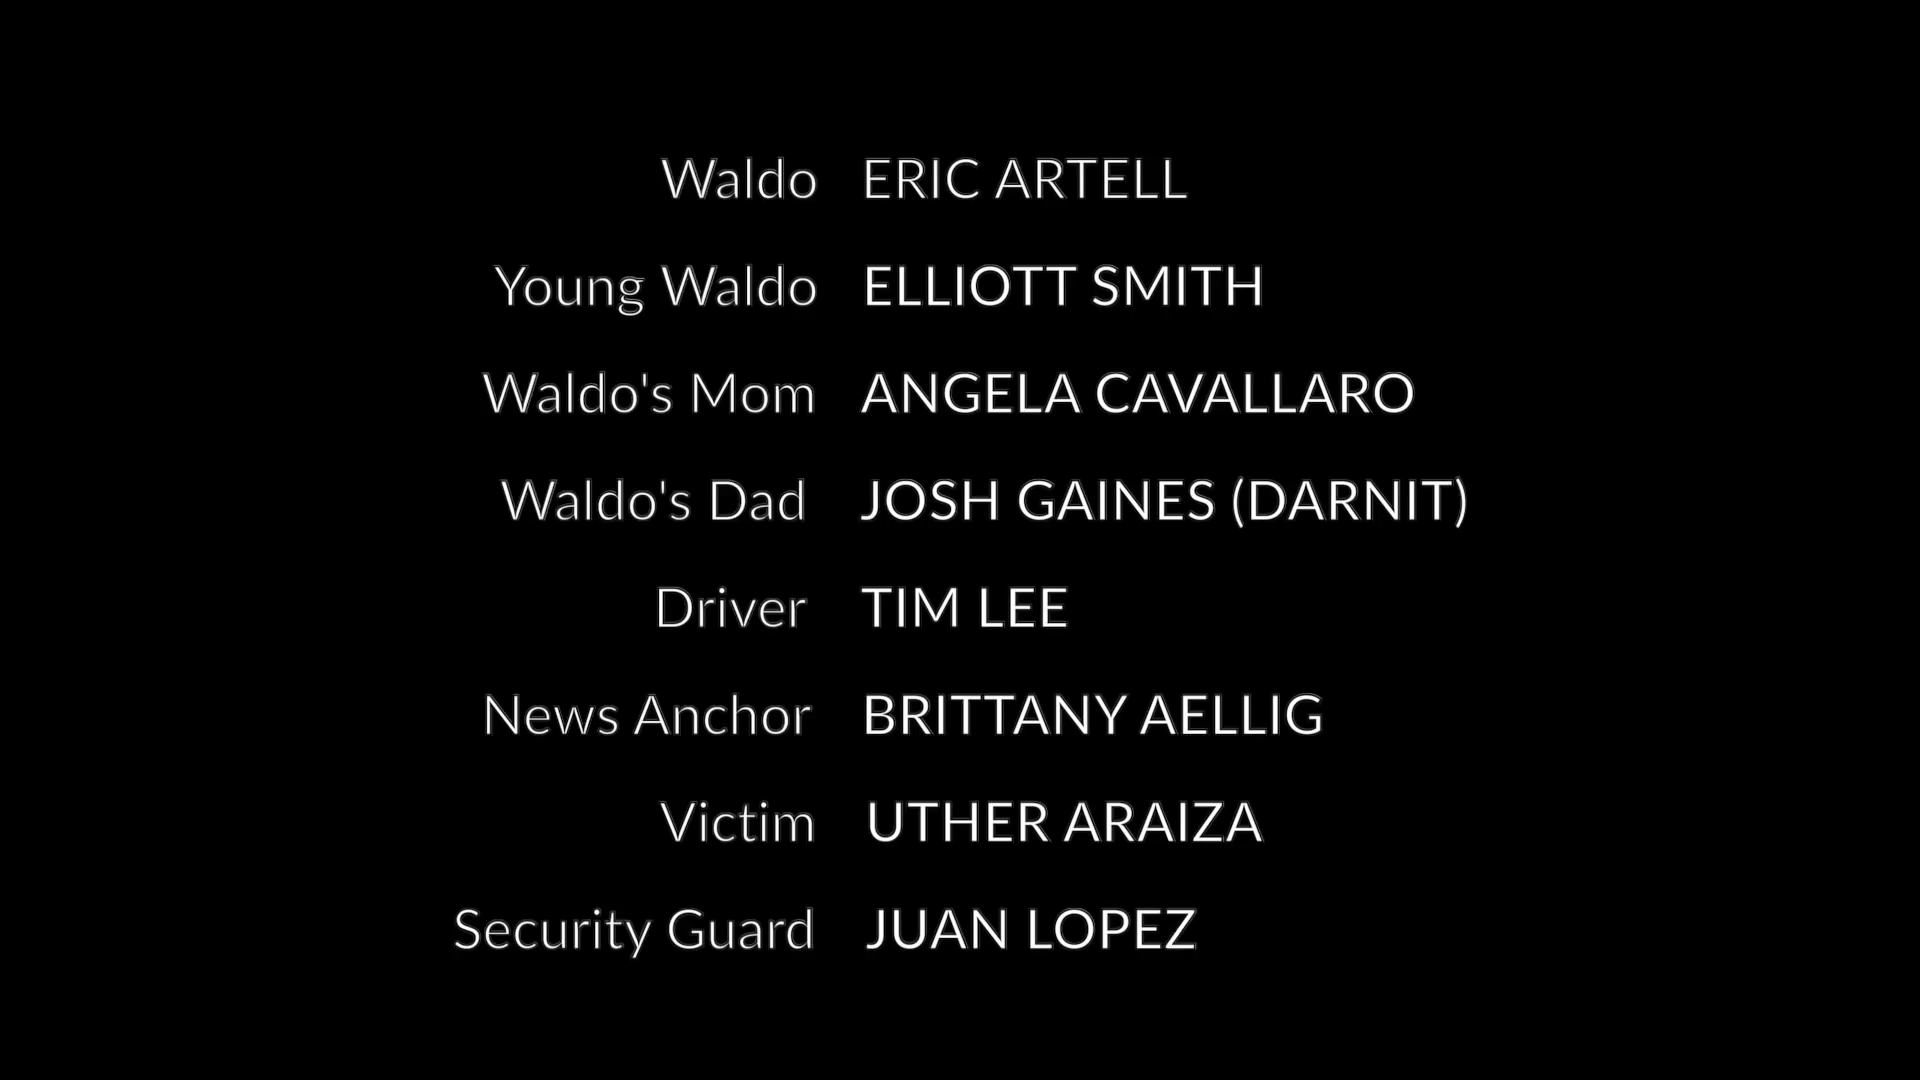 Waldo ERIC ARTELL
Young Waldo ELLIOTT SMITH
Waldo's Mom ANGELA CAVALLARO
Waldo's Dad JOSH GAINES (DARNIT)
Driver TIM LEE
News Anchor BRITTANY AELLIG
Victim UTHER ARAIZA
Security Guard JUAN LOPEZ